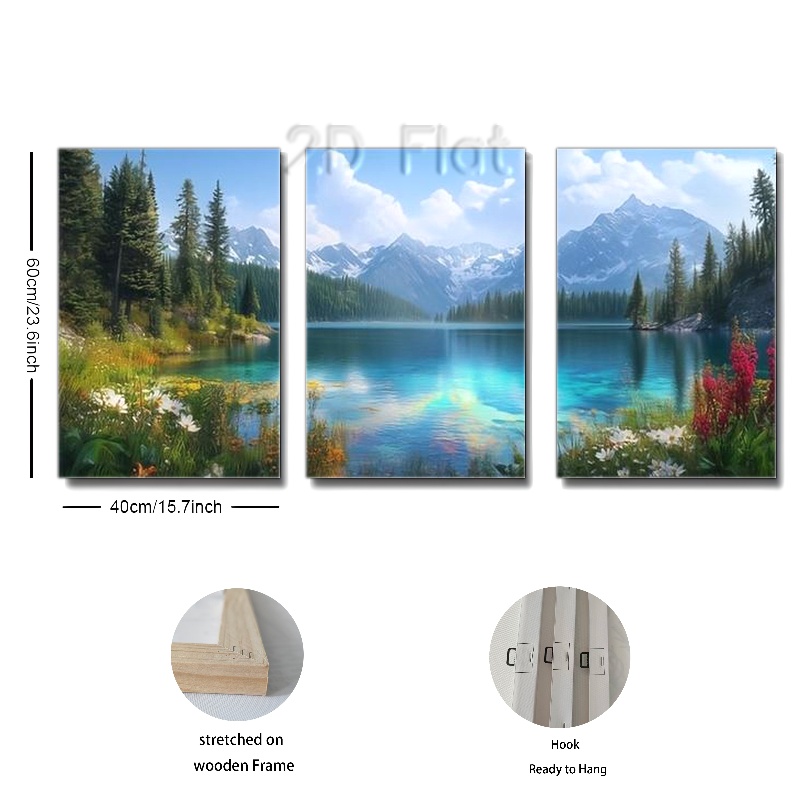 2D Flat
60cm/23.6inch
40cm/15.7inch
stretched on
wooden Frame
Hook
Ready to Hang